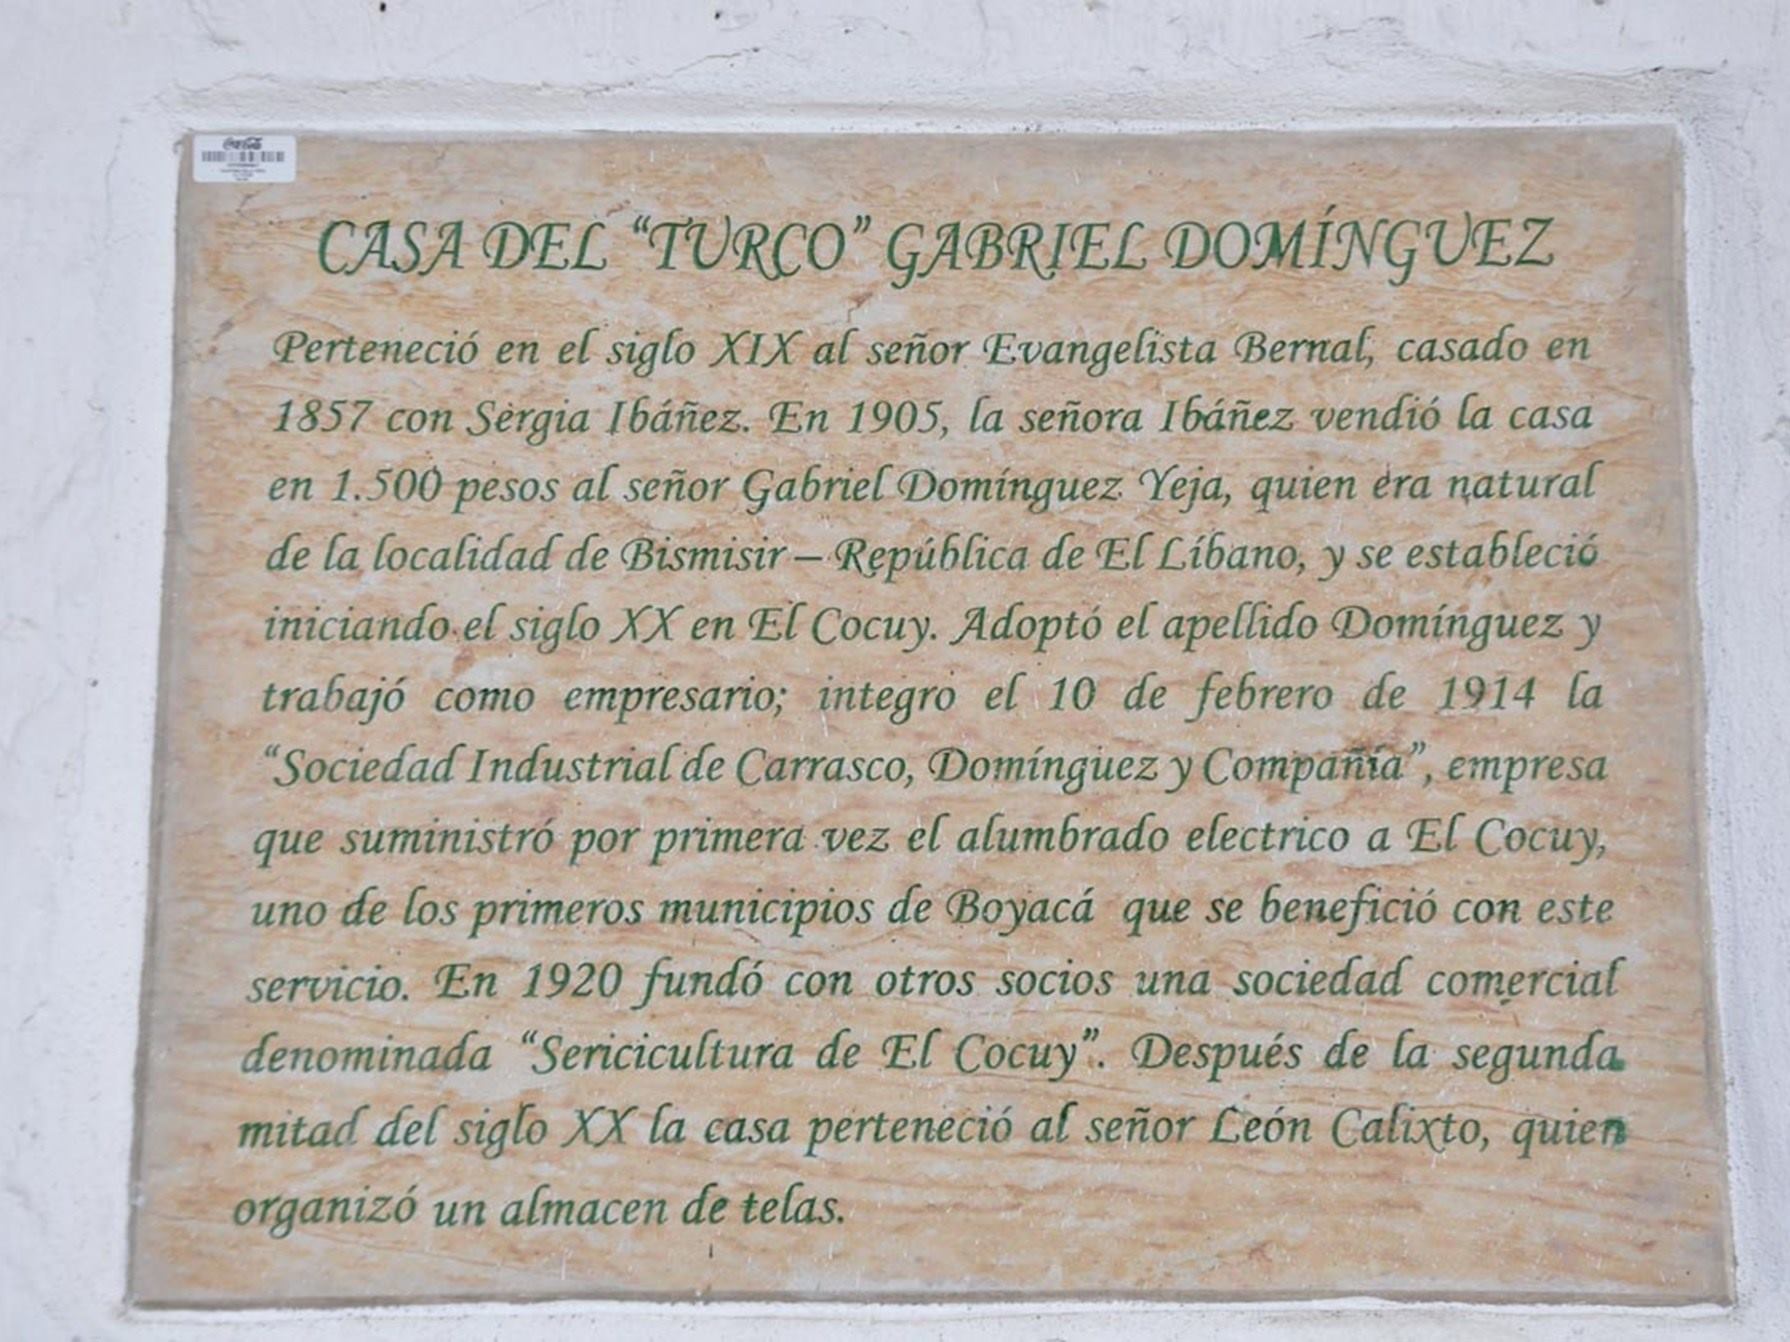 Coca-Cola
CASA DEL “TURCO” GABRIEL DOMÍNGUEZ
Perteneció en el siglo XIX al señor Evangelista Bernal, casado en
1857 con Sergia Ibáñez. En 1905, la señora Ibáñez vendió la casa
en 1.500 pesos al señor Gabriel Domínguez Yeja, quien era natural
de la localidad de Bismisir – República de El Líbano, y se estableció
iniciando el siglo XX en El Cocuy. Adoptó el apellido Domínguez y
trabajó como empresario; integro el 10 de febrero de 1914 la
“Sociedad Industrial de Carrasco, Domínguez y Compañía”, empresa
que suministró por primera vez el alumbrado electrico a El Cocuy,
uno de los primeros municipios de Boyacá que se benefició con este
servicio. En 1920 fundó con otros socios una sociedad comercial
denominada “Sericicultura de El Cocuy”. Después de la segunda
mitad del siglo XX la casa perteneció al señor León Calixto, quien
organizó un almacen de telas.